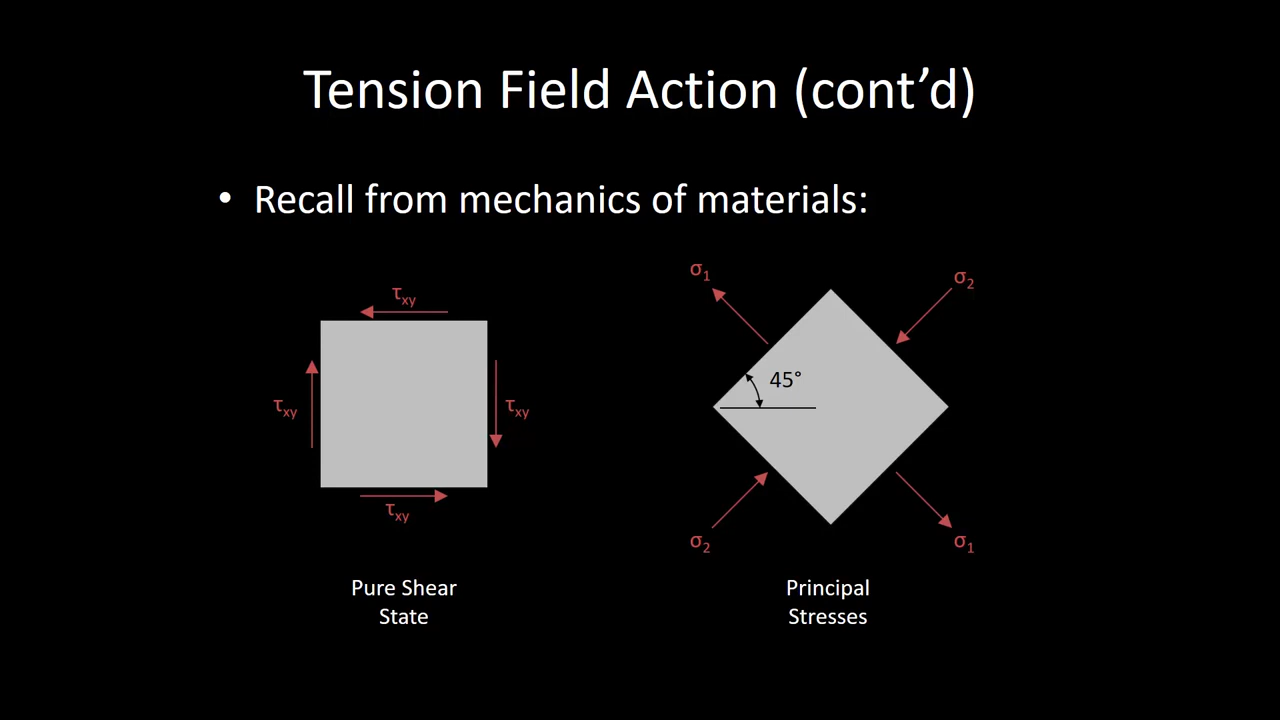 Tension Field Action (cont’d)
• Recall from mechanics of materials:
τxy
τxy
τxy
τxy
Pure Shear
State
σ1
σ2
45°
σ2
σ1
Principal
Stresses